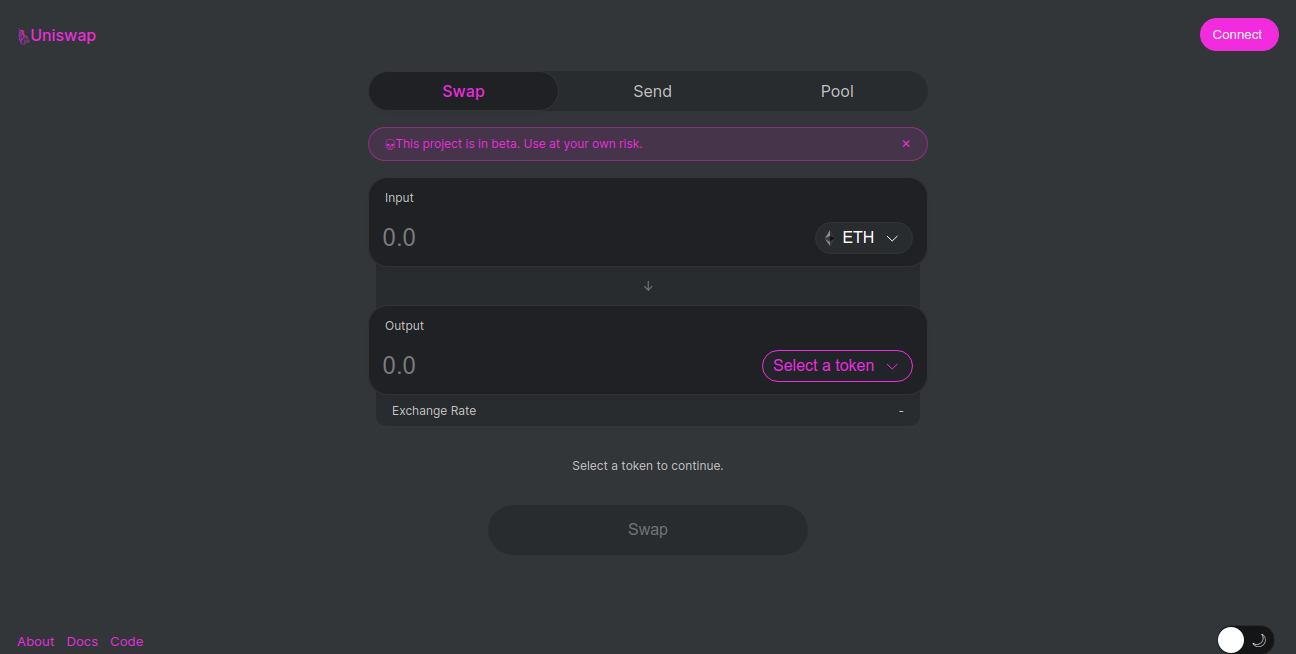 Uniswap
Connect
Swap Send Pool
This project is in beta. Use at your own risk. ✕
Input
0.0 ETH
Output
0.0 Select a token
Exchange Rate -
Select a token to continue.
Swap
About Docs Code